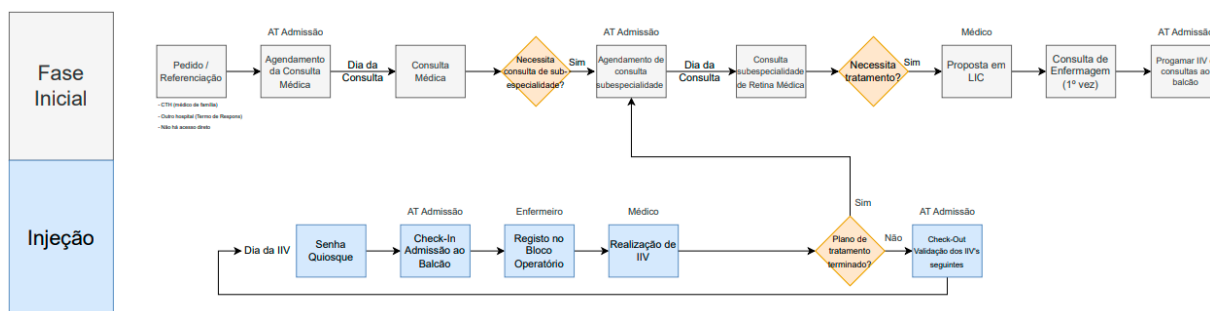 Fase
Inicial
Pedido /
Referenciação
- CTH (médico de família)
- Outro hospital (Termo de Respons)
- Não há acesso direto
AT Admissão
Agendamento
da Consulta
Médica
Dia da
Consulta
Consulta
Médica
Necessita
consulta de sub-
especialidade?
Sim
AT Admissão
Agendamento de
consulta
subespecialidade
Dia da
Consulta
Consulta
subespecialidade
de Retina Médica
Necessita
tratamento?
Sim
Médico
Proposta em
LIC
Consulta de
Enfermagem
(1º vez)
AT Admissão
Progamar IIV
consultas ao
balcão
Injeção
Dia da IIV
Senha
Quiosque
AT Admissão
Check-In
Admissão ao
Balcão
Enfermeiro
Registo no
Bloco
Operatório
Médico
Realização de
IIV
Plano de
tratamento
terminado?
Sim
Não
AT Admissão
Check-Out
Validação dos IIV's
seguintes